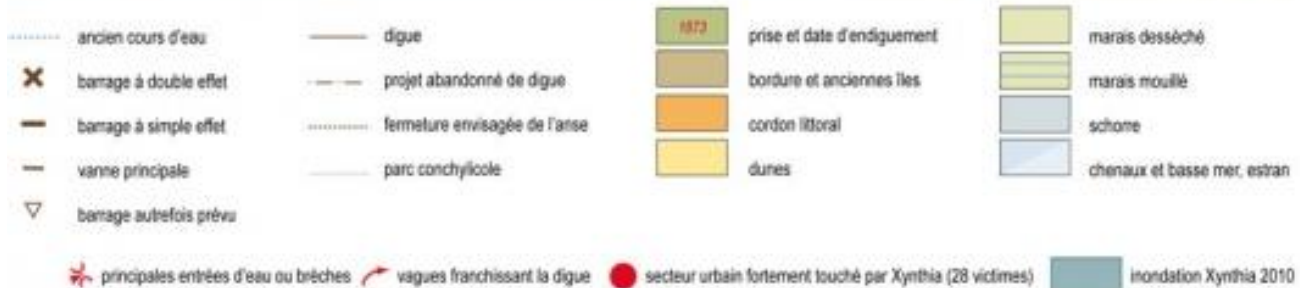 ancien cours d'eau
barrage à double effet
barrage à simple effet
vanne principale
barrage autrefois prévu
digue
projet abandonné de digue
fermeture envisagée de l'anse
parc conchylicole
1873 prise et date d'endiguement
bordure et anciennes îles
cordon littoral
dunes
marais desséché
marais mouillé
schorre
chenaux et basse mer, estran
principales entrées d'eau ou brèches vagues franchissant la digue secteur urbain fortement touché par Xynthia (28 victimes) inondation Xynthia 2010